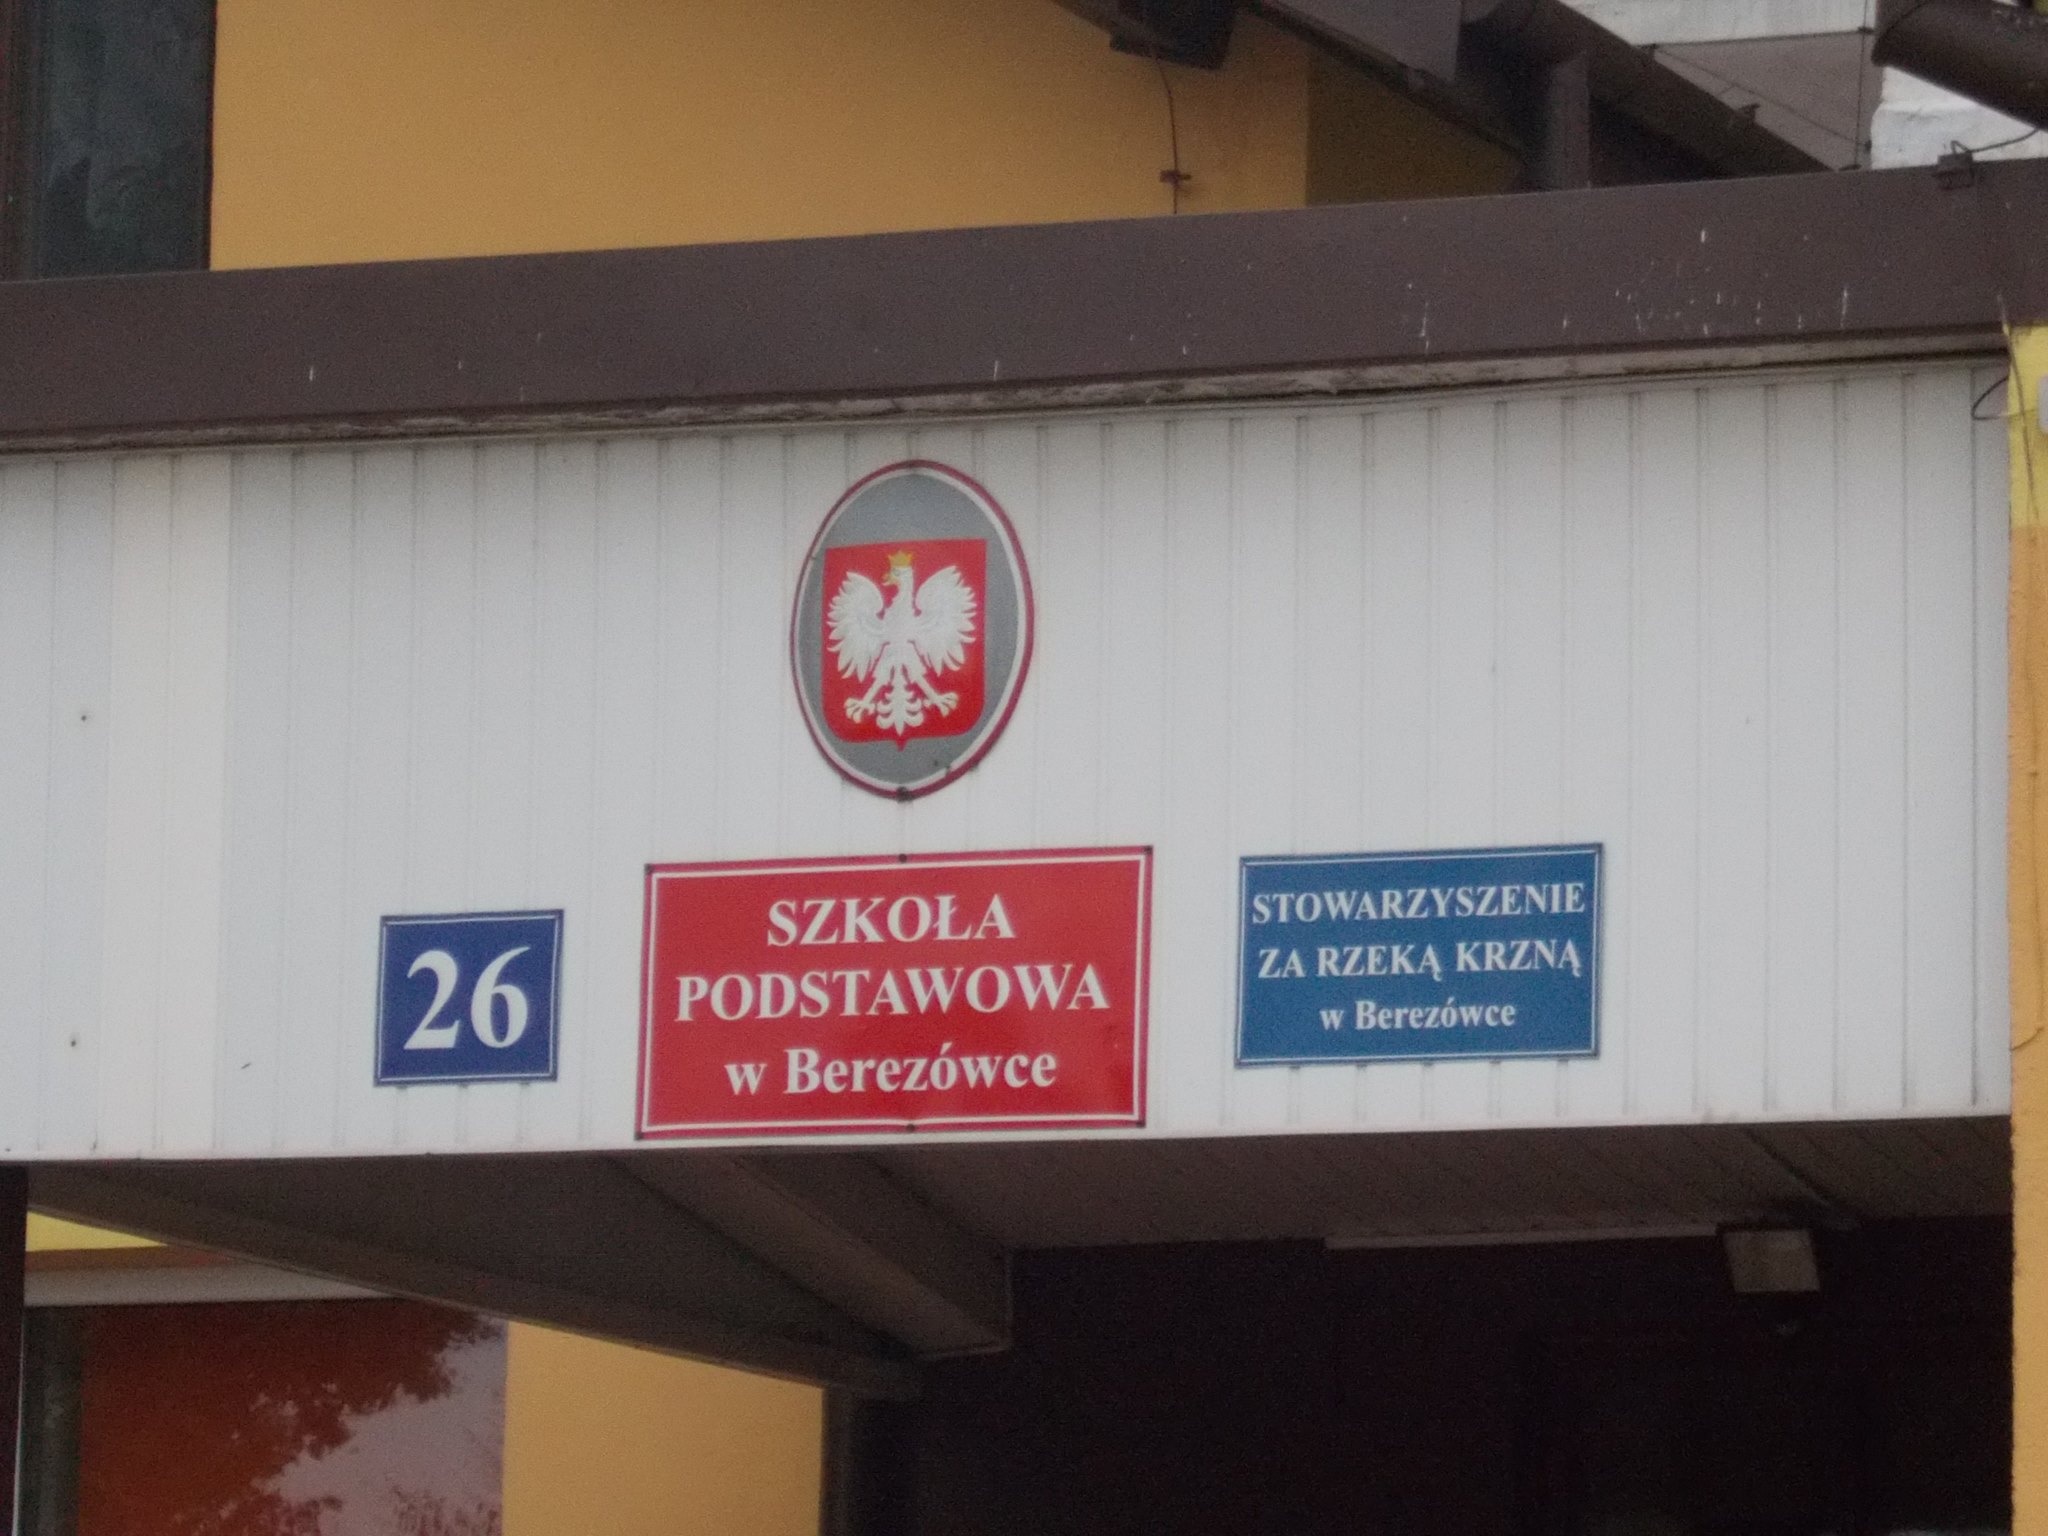 26
SZKOŁA
PODSTAWOWA
w Berezówce
STOWARZYSZENIE
ZA RZEKĄ KRZNĄ
w Berezówce